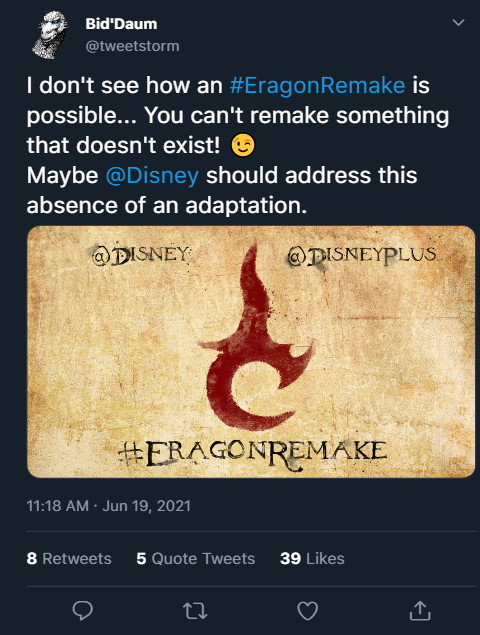 Bid'Daum
@tweetstorm
I don't see how an #EragonRemake is
possible... You can't remake something
that doesn't exist! 😉
Maybe @Disney should address this
absence of an adaptation.
@DISNEY @DISNEYPLUS
#ERAGONREMAKE
11:18 AM · Jun 19, 2021
8 Retweets 5 Quote Tweets 39 Likes